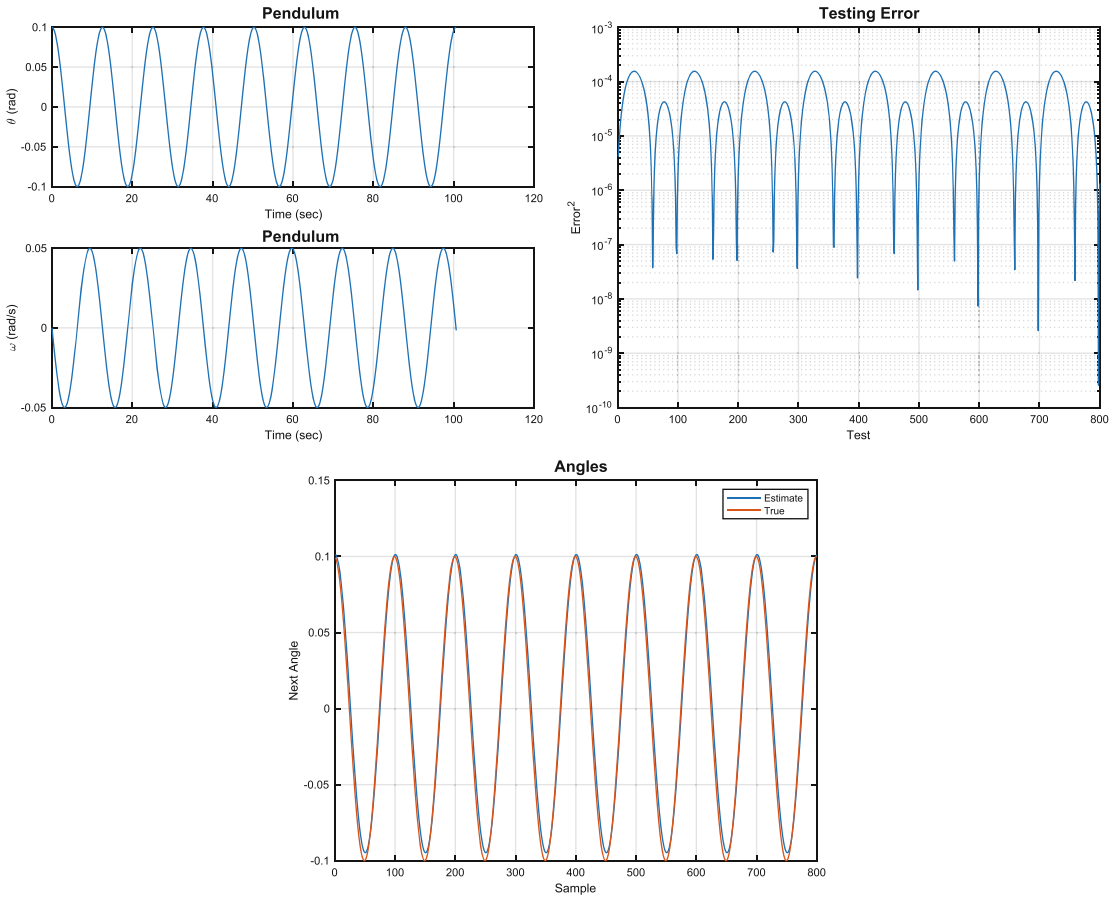 Pendulum
0.1
0.05
0
-0.05
-0.1
θ (rad)
0 20 40 60 80 100 120
Time (sec)
Pendulum
0.05
0
-0.05
ω (rad/s)
0 20 40 60 80 100 120
Time (sec)
Testing Error
10-3
10-4
10-5
10-6
10-7
10-8
10-9
10-10
Error2
0 100 200 300 400 500 600 700 800
Test
Angles
0.15
0.1
0.05
0
-0.05
-0.1
Next Angle
Estimate
True
0 100 200 300 400 500 600 700 800
Sample